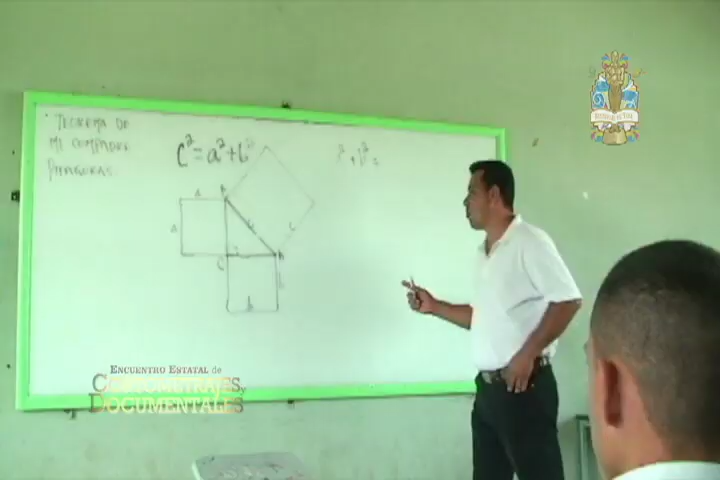 TEOREMA DE
MI COMPADRE
PITAGORAS.
c²=a²+b²
A
A
C
b
ENCUENTRO ESTATAL de
CORTOMETRAJES y
DOCUMENTALES